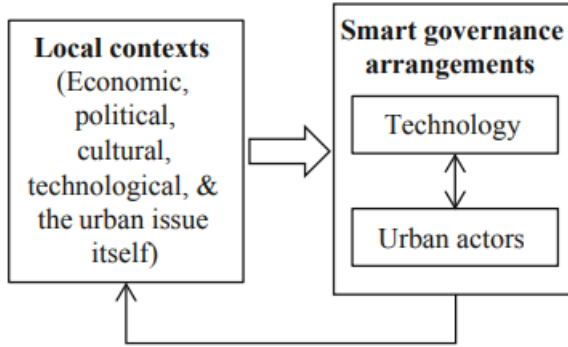 Local contexts
(Economic,
political,
cultural,
technological, &
the urban issue
itself)
Smart governance
arrangements
Technology
Urban actors